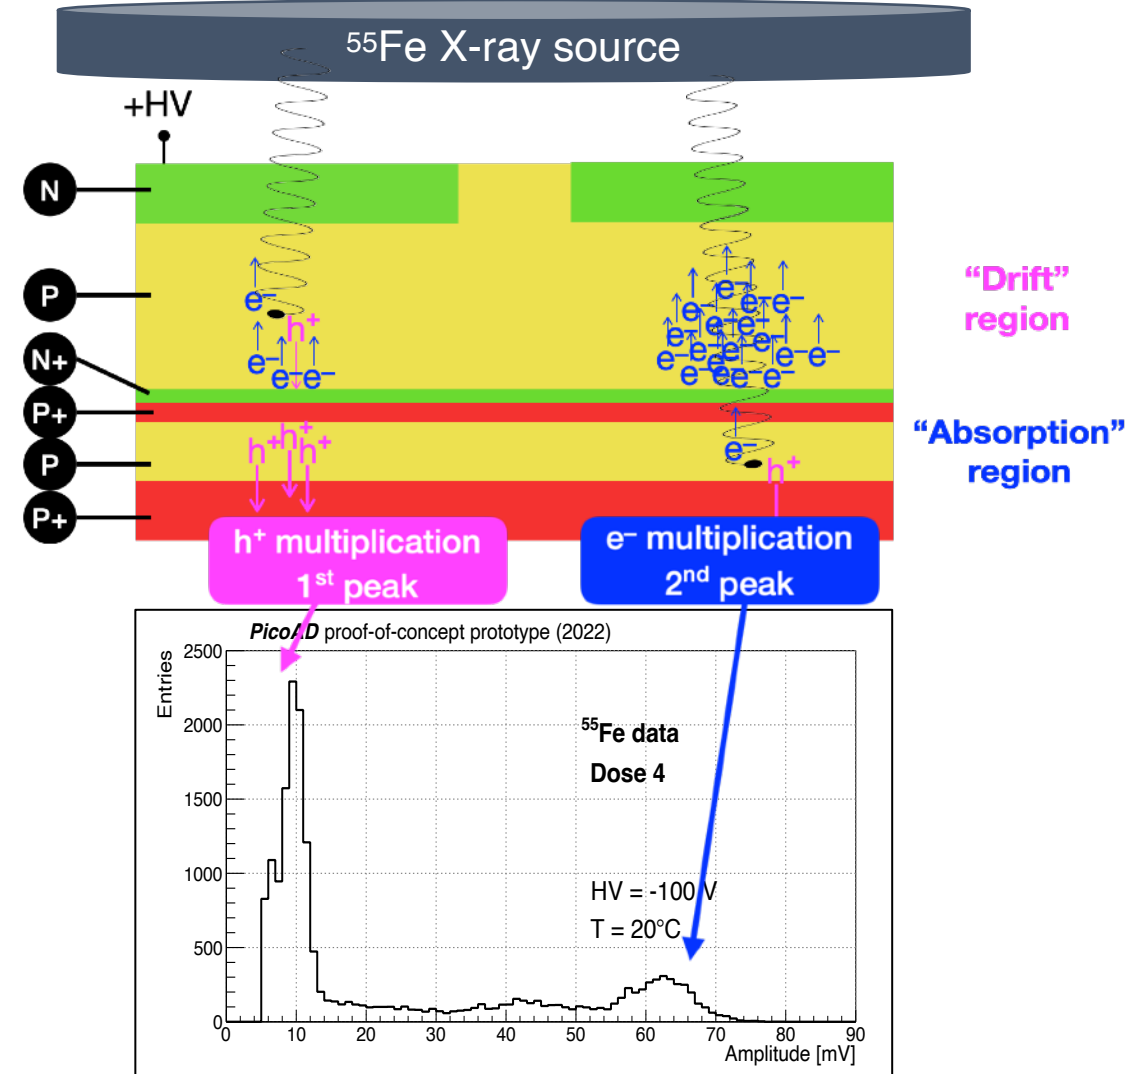 ⁵⁵Fe X-ray source
+HV
N
P
N+
P+
P
P+
e⁻
h⁺
e⁻ e⁻ e⁻
h⁺ h⁺ h⁺
e⁻ e⁻ e⁻
e⁻ e⁻ e⁻
e⁻ e⁻ e⁻ e⁻
e⁻ e⁻ e⁻ e⁻
e⁻ e⁻ e⁻ e⁻
e⁻
h⁺
“Drift”
region
“Absorption”
region
h⁺ multiplication
1ˢᵗ peak
e⁻ multiplication
2ⁿᵈ peak
PicoAD proof-of-concept prototype (2022)
Entries
2500
2000
1500
1000
500
0
⁵⁵Fe data
Dose 4
HV = -100 V
T = 20°C
0 10 20 30 40 50 60 70 80 90
Amplitude [mV]